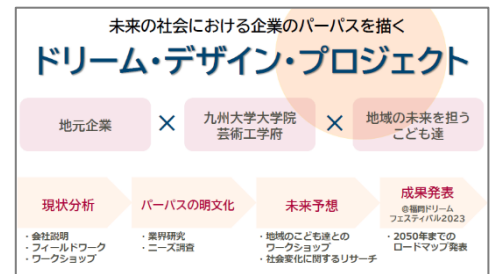 未来の社会における企業のパーパスを描く
ドリーム・デザイン・プロジェクト
地元企業
×
九州大学大学院
芸術工学府
×
地域の未来を担う
こども達
現状分析
・会社説明
・フィールドワーク
・ワークショップ
パーパスの明文化
・業界研究
・ニーズ調査
未来予想
・地域のこども達との
ワークショップ
・社会変化に関するリサーチ
成果発表
@福岡ドリーム
フェスティバル2023
・2050年までの
ロードマップ発表